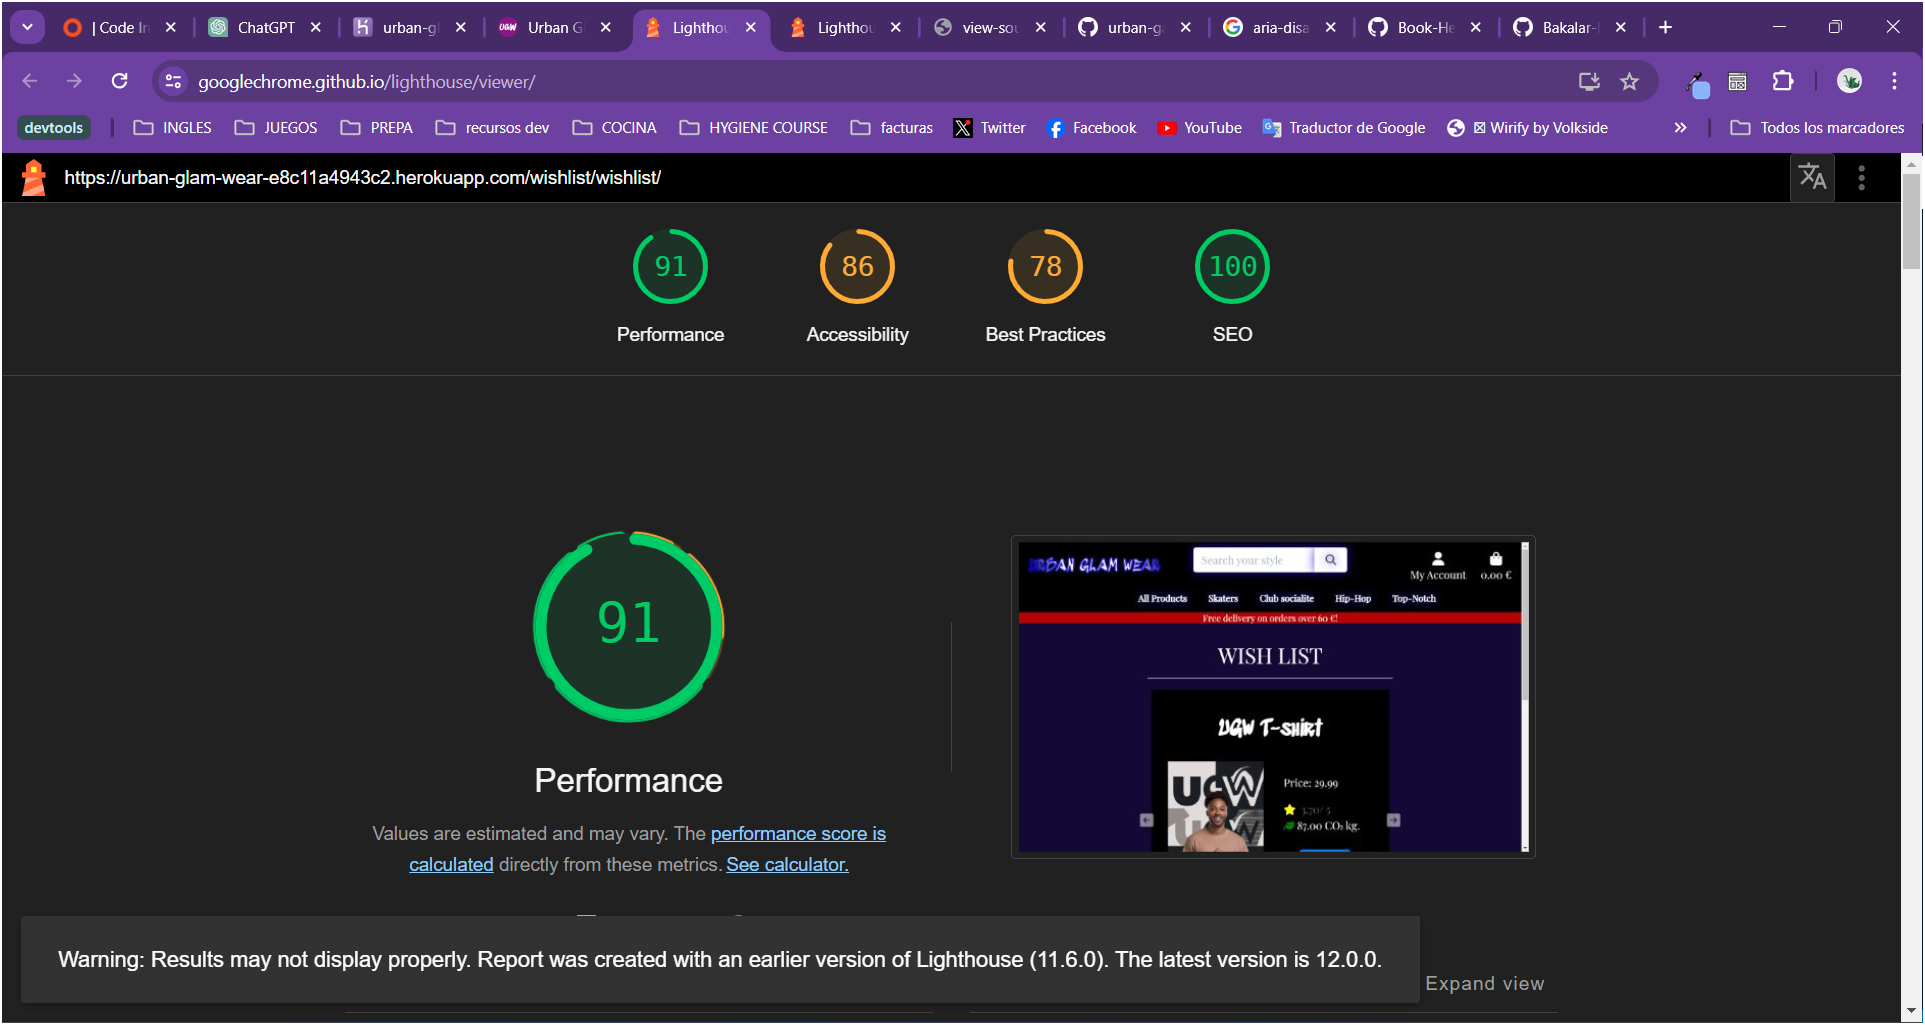 | Code In
ChatGPT
urban-gl
Urban Gl
Lighthou
Lighthou
view-sou
urban-ga
aria-disa
Book-He
Bakalar-
googlechrome.github.io/lighthouse/viewer/
devtools
INGLES
JUEGOS
PREPA
recursos dev
COCINA
HYGIENE COURSE
facturas
Twitter
Facebook
YouTube
Traductor de Google
Wirify by Volkside
»
Todos los marcadores
https://urban-glam-wear-e8c11a4943c2.herokuapp.com/wishlist/wishlist/
91
86
78
100
Performance
Accessibility
Best Practices
SEO
91
Performance
Values are estimated and may vary. The performance score is
calculated directly from these metrics. See calculator.
URBAN GLAM WEAR
Search your style
My Account
0.00 €
All Products
Skaters
Club socialite
Hip-Hop
Top-Notch
Free delivery on orders over 60 €!
WISH LIST
UGW T-shirt
UGW
Price: 29.99
3.70/ 5
87.00 CO₂ kg.
Warning: Results may not display properly. Report was created with an earlier version of Lighthouse (11.6.0). The latest version is 12.0.0.
Expand view